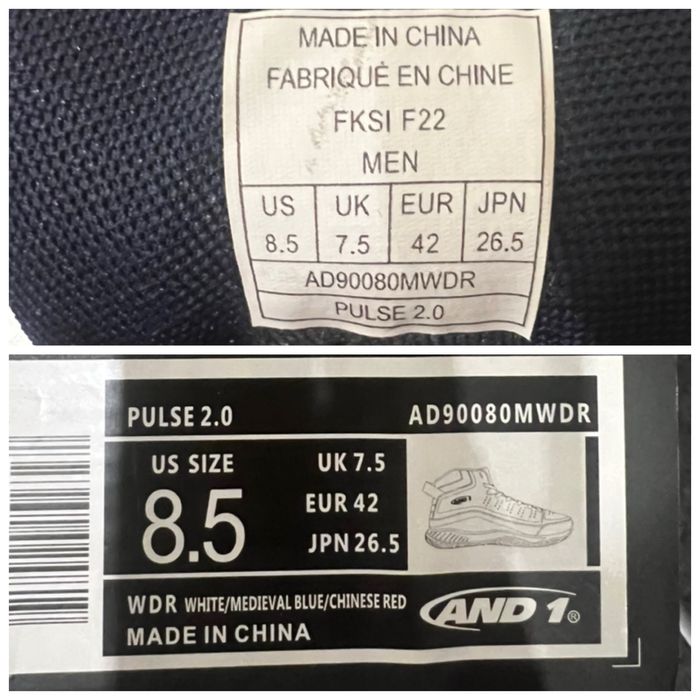 MADE IN CHINA
FABRIQUÉ EN CHINE
FKSI F22
MEN
US UK EUR JPN
8.5 7.5 42 26.5
AD90080MWDR
PULSE 2.0
PULSE 2.0 AD90080MWDR
US SIZE UK 7.5
8.5 EUR 42
JPN 26.5
WDR WHITE/MEDIEVAL BLUE/CHINESE RED
MADE IN CHINA
AND 1®